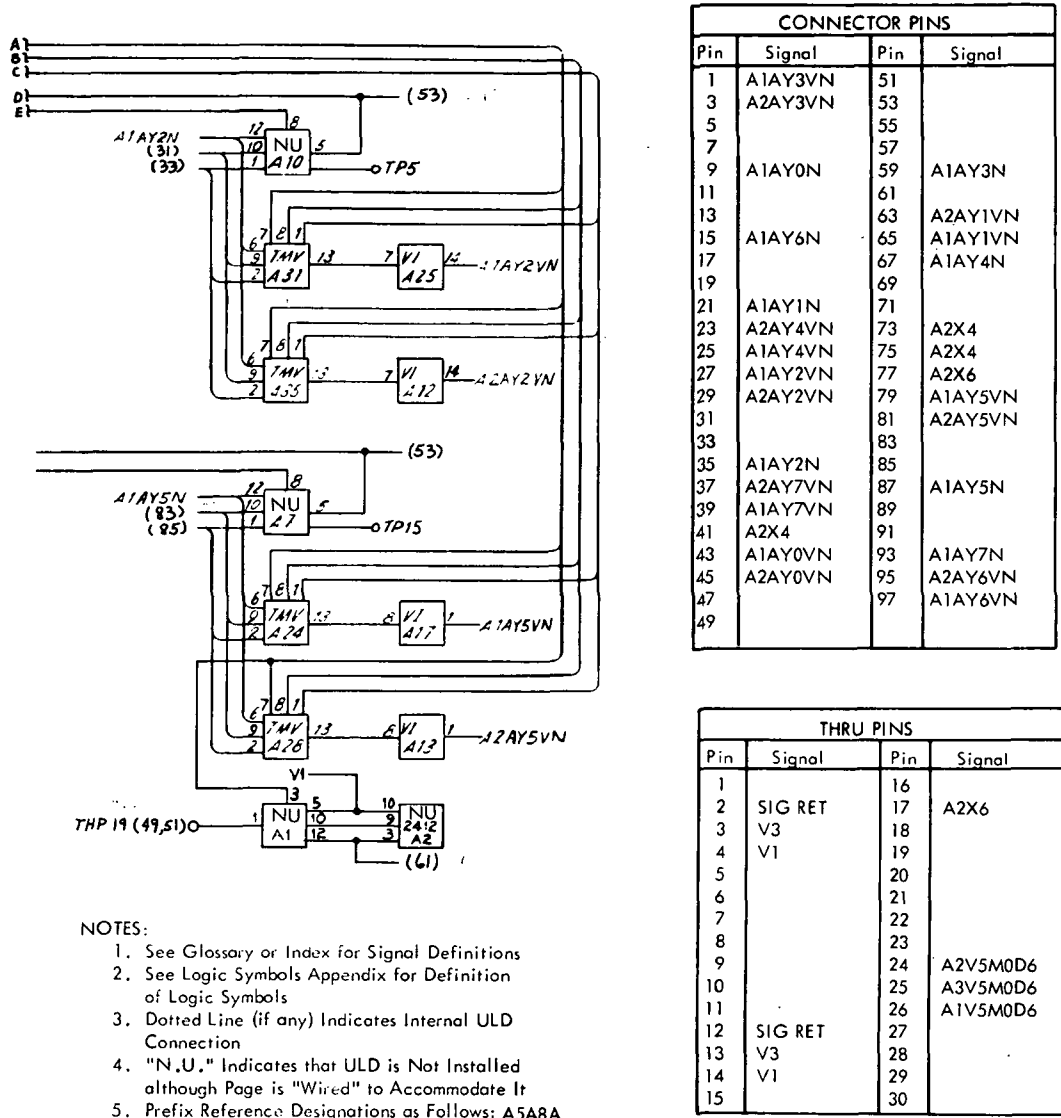 A
B
C
D
E
(53)
A1AY2N
(31)
(33)
12
10
1
8
NU
A10
5
TP5
7 8 1
6
9
2
TMV
A31
13
7
VI
A25
14
A1AY2VN
7 8 1
6
9
2
TMV
A35
13
7
VI
A12
14
A2AY2VN
(53)
A1AY5N
(83)
(85)
12
10
1
8
NU
A7
5
TP15
7 8 1
6
9
2
TMV
A24
13
8
VI
A17
1
A1AY5VN
7 8 1
6
9
2
TMV
A26
13
8
VI
A13
1
A2AY5VN
V1
3
THP 19 (49,51)
1
NU
A1
5
10
12
10
9
3
NU
2412
A2
(61)
NOTES:
1. See Glossary or Index for Signal Definitions
2. See Logic Symbols Appendix for Definition
of Logic Symbols
3. Dotted Line (if any) Indicates Internal ULD
Connection
4. "N.U." Indicates that ULD is Not Installed
although Page is "Wired" to Accommodate It
5. Prefix Reference Designations as Follows: A5A8A
CONNECTOR PINS
Pin Signal Pin Signal
1 A1AY3VN 51
3 A2AY3VN 53
5 55
7 57
9 A1AY0N 59 A1AY3N
11 61
13 63 A2AY1VN
15 A1AY6N 65 A1AY1VN
17 67 A1AY4N
19 69
21 A1AY1N 71
23 A2AY4VN 73 A2X4
25 A1AY4VN 75 A2X4
27 A1AY2VN 77 A2X6
29 A2AY2VN 79 A1AY5VN
31 81 A2AY5VN
33 83
35 A1AY2N 85
37 A2AY7VN 87 A1AY5N
39 A1AY7VN 89
41 A2X4 91
43 A1AY0VN 93 A1AY7N
45 A2AY0VN 95 A2AY6VN
47 97 A1AY6VN
49
THRU PINS
Pin Signal Pin Signal
1 16
2 SIG RET 17 A2X6
3 V3 18
4 V1 19
5 20
6 21
7 22
8 23
9 24 A2V5M0D6
10 25 A3V5M0D6
11 26 A1V5M0D6
12 SIG RET 27
13 V3 28
14 V1 29
15 30